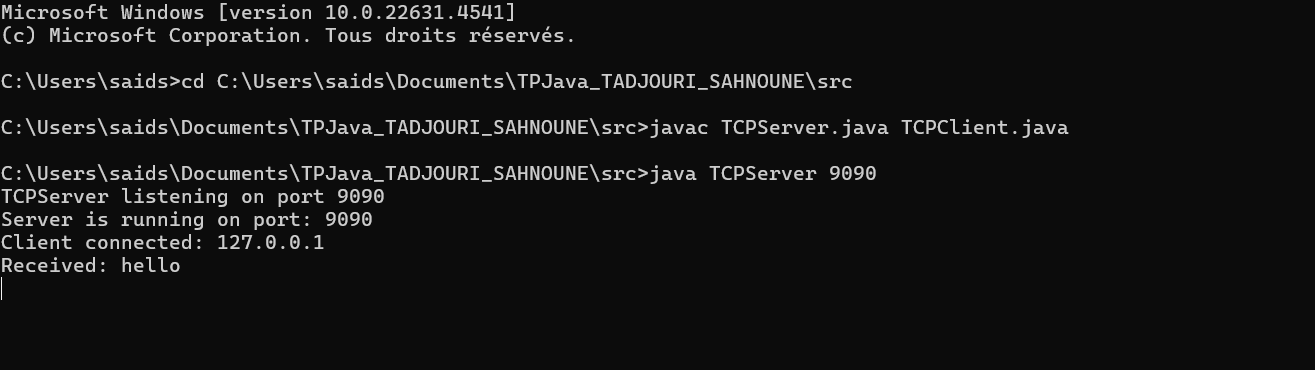 Microsoft Windows [version 10.0.22631.4541]
(c) Microsoft Corporation. Tous droits réservés.
C:\Users\saids>cd C:\Users\saids\Documents\TPJava_TADJOURI_SAHNOUNE\src
C:\Users\saids\Documents\TPJava_TADJOURI_SAHNOUNE\src>javac TCPServer.java TCPClient.java
C:\Users\saids\Documents\TPJava_TADJOURI_SAHNOUNE\src>java TCPServer 9090
TCPServer listening on port 9090
Server is running on port: 9090
Client connected: 127.0.0.1
Received: hello